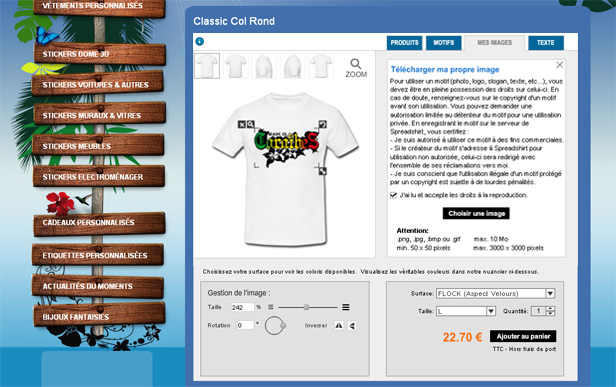 VÊTEMENTS PERSONNALISÉS
STICKERS DOME 3D
STICKERS VOITURES & AUTRES
STICKERS MURAUX & VITRES
STICKERS MEUBLES
STICKERS ELECTROMÉNAGER
CADEAUX PERSONNALISÉS
ETIQUETTES PERSONNALISÉES
ACTUALITÉS DU MOMENTS
BIJOUX FANTAISIES
Classic Col Rond
PRODUITS MOTIFS MES IMAGES TEXTE
ZOOM
Caraïbes
Télécharger ma propre image
Pour utiliser un motif (photo, logo, slogan, texte, etc...), vous
devez être en pleine possession des droits sur celui-ci. En
cas de doute, renseignez-vous sur le copyright d'un motif
avant son utilisation. Vous pouvez demander une
autorisation limitée au détenteur du motif pour une utilisation
privée. En enregistrant le motif sur le serveur de
Spreadshirt, vous certifiez :
- Je suis autorisé à utiliser ce motif à des fins commerciales.
- Si le créateur du motif s'adresse à Spreadshirt pour
utilisation non autorisée, celui-ci sera redirigé avec
l'ensemble de ses réclamations vers moi.
- Je suis conscient que l'utilisation illégale d'un motif protégé
par un copyright est sujette à de lourdes pénalités.
J'ai lu et accepte les droits à la reproduction.
Choisir une image
Attention:
.png, .jpg, .bmp ou .gif max. 10 Mo
min. 50 x 50 pixels max. 3000 x 3000 pixels
Choisissez votre surface pour voir les coloris disponibles. Visualisez les véritables couleurs dans notre nuancier ci-dessous.
Gestion de l'image :
Taille 242 %
Rotation 0 ° Inverser
Surface: FLOCK (Aspect Velours)
Taille: L Quantité: 1
22.70 € Ajouter au panier
TTC - Hors frais de port